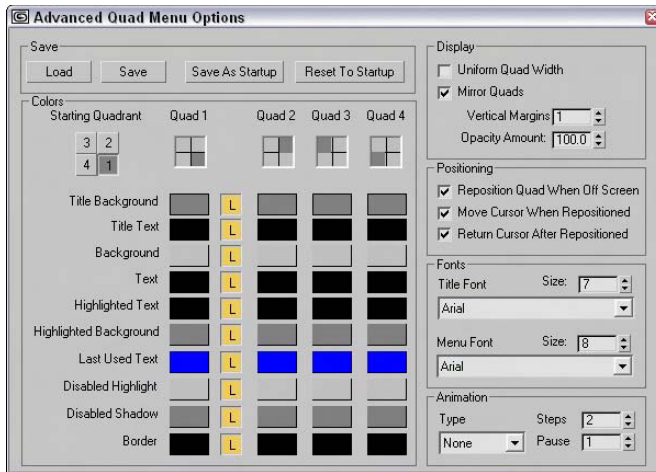 Advanced Quad Menu Options
Save
Load Save Save As Startup Reset To Startup
Colors
Starting Quadrant Quad 1 Quad 2 Quad 3 Quad 4
3 2
4 1
Title Background L
Title Text L
Background L
Text L
Highlighted Text L
Highlighted Background L
Last Used Text L
Disabled Highlight L
Disabled Shadow L
Border L
Display
Uniform Quad Width
Mirror Quads
Vertical Margins 1
Opacity Amount: 100.0
Positioning
Reposition Quad When Off Screen
Move Cursor When Repositioned
Return Cursor After Repositioned
Fonts
Title Font Size: 7
Arial
Menu Font Size: 8
Arial
Animation
Type Steps 2
None Pause 1